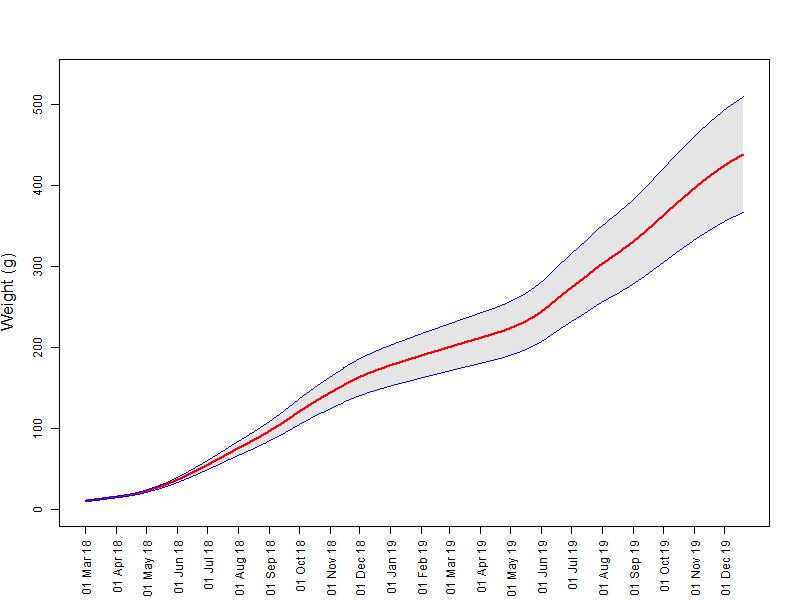 500
400
300
200
100
0
Weight (g)
01 Mar 18
01 Apr 18
01 May 18
01 Jun 18
01 Jul 18
01 Aug 18
01 Sep 18
01 Oct 18
01 Nov 18
01 Dec 18
01 Jan 19
01 Feb 19
01 Mar 19
01 Apr 19
01 May 19
01 Jun 19
01 Jul 19
01 Aug 19
01 Sep 19
01 Oct 19
01 Nov 19
01 Dec 19